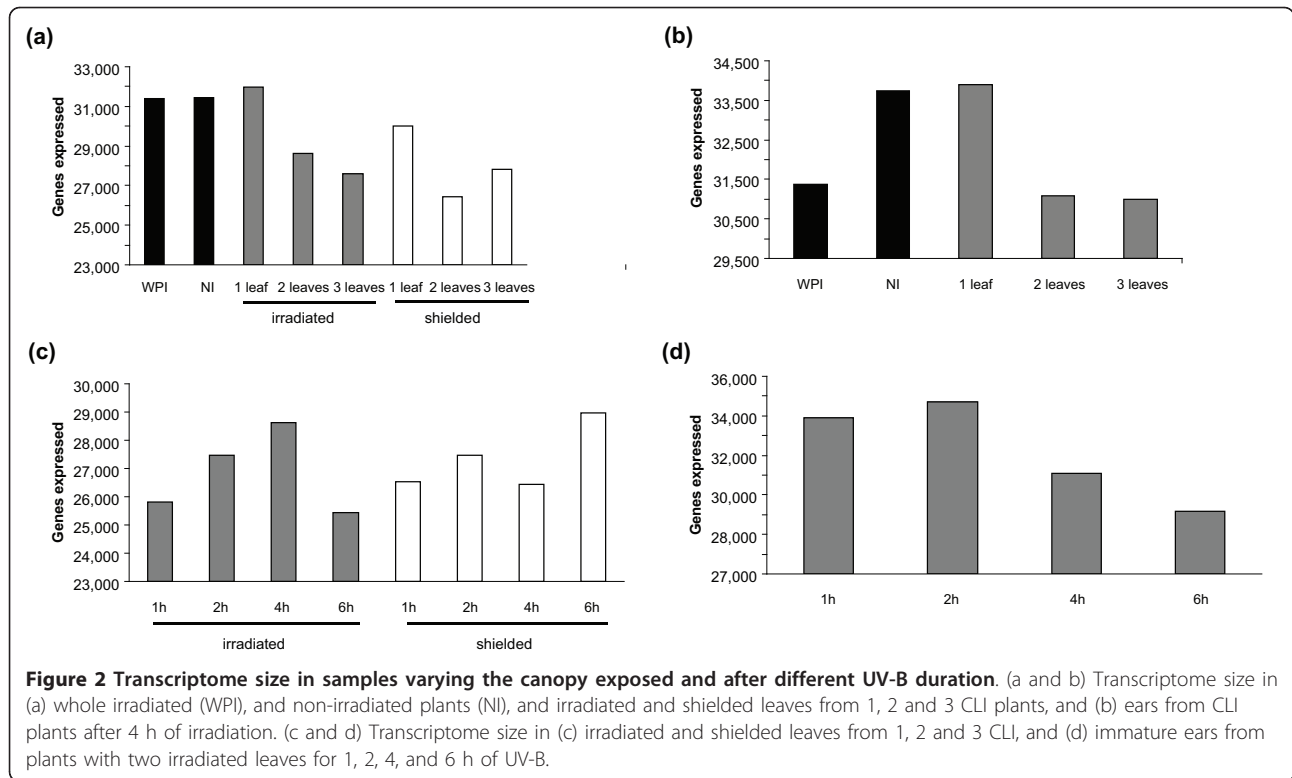 (a)
Genes expressed
33,000
31,000
29,000
27,000
25,000
23,000
WPI NI 1 leaf 2 leaves 3 leaves 1 leaf 2 leaves 3 leaves
irradiated shielded
(b)
Genes expressed
34,500
33,500
31,500
30,500
29,500
WPI NI 1 leaf 2 leaves 3 leaves
(c)
Genes expressed
30,000
29,000
28,000
27,000
26,000
25,000
23,000
1h 2h 4h 6h 1h 2h 4h 6h
irradiated shielded
(d)
Genes expressed
36,000
34,000
32,000
30,000
28,000
27,000
1h 2h 4h 6h
Figure 2 Transcriptome size in samples varying the canopy exposed and after different UV-B duration. (a and b) Transcriptome size in
(a) whole irradiated (WPI), and non-irradiated plants (NI), and irradiated and shielded leaves from 1, 2 and 3 CLI plants, and (b) ears from CLI
plants after 4 h of irradiation. (c and d) Transcriptome size in (c) irradiated and shielded leaves from 1, 2 and 3 CLI, and (d) immature ears from
plants with two irradiated leaves for 1, 2, 4, and 6 h of UV-B.